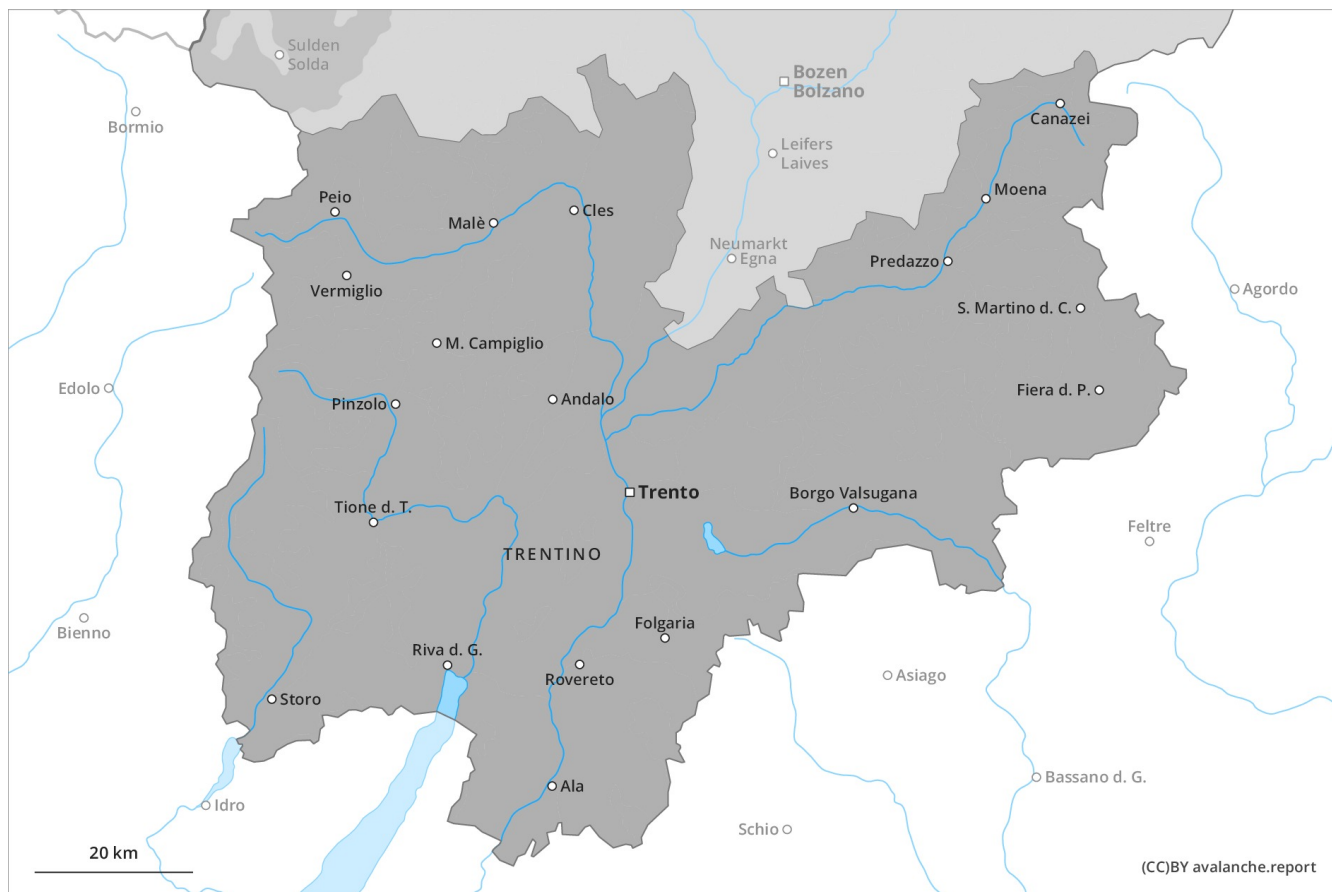 Sulden
Solda
Bozen
Bolzano
Bormio
Canazei
Leifers
Laives
Peio
Malè
Cles
Moena
Neumarkt
Egna
Predazzo
Vermiglio
Agordo
S. Martino d. C.
M. Campiglio
Edolo
Fiera d. P.
Pinzolo
Andalo
Trento
Borgo Valsugana
Tione d. T.
Feltre
TRENTINO
Bienno
Folgaria
Riva d. G.
Rovereto
Asiago
Storo
Bassano d. G.
Ala
Idro
Schio
20 km
(CC)BY avalanche.report